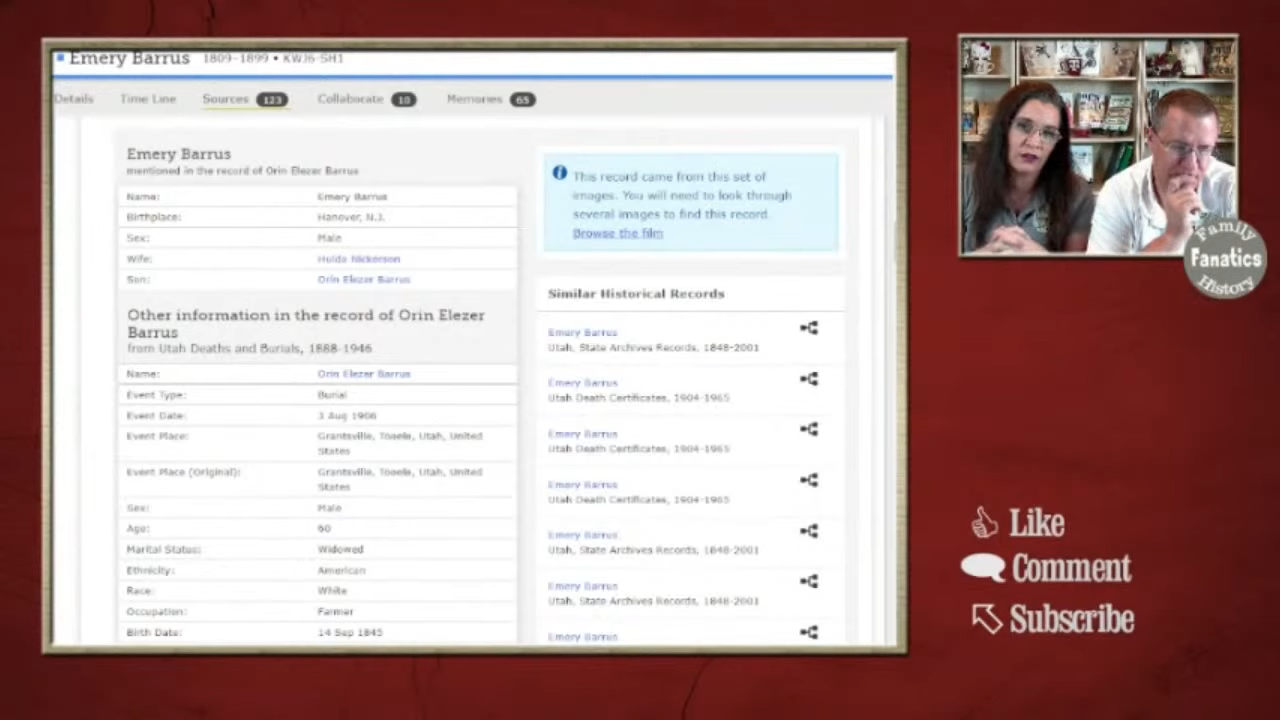 Emery Barrus 1809-1899 • KWJ6-SH1
Details Time Line Sources 123 Collaborate 10 Memories 65
Emery Barrus
mentioned in the record of Orin Elezer Barrus
Name: Emery Barrus
Birthplace: Hanover, N.J.
Sex: Male
Wife: Hulda Nickerson
Son: Orin Elezer Barrus
Other information in the record of Orin Elezer
Barrus
from Utah Deaths and Burials, 1888-1946
Name: Orin Elezer Barrus
Event Type: Burial
Event Date: 3 Aug 1906
Event Place: Grantsville, Tooele, Utah, United
States
Event Place (Original): Grantsville, Tooele, Utah, United
States
Sex: Male
Age: 60
Marital Status: Widowed
Ethnicity: American
Race: White
Occupation: Farmer
Birth Date: 14 Sep 1845
This record came from this set of
images. You will need to look through
several images to find this record.
Browse the film
Similar Historical Records
Emery Barrus
Utah, State Archives Records, 1848-2001
Emery Barrus
Utah Death Certificates, 1904-1965
Emery Barrus
Utah Death Certificates, 1904-1965
Emery Barrus
Utah Death Certificates, 1904-1965
Emery Barrus
Utah, State Archives Records, 1848-2001
Emery Barrus
Utah, State Archives Records, 1848-2001
Emery Barrus
Family
Fanatics
History
Like
Comment
Subscribe